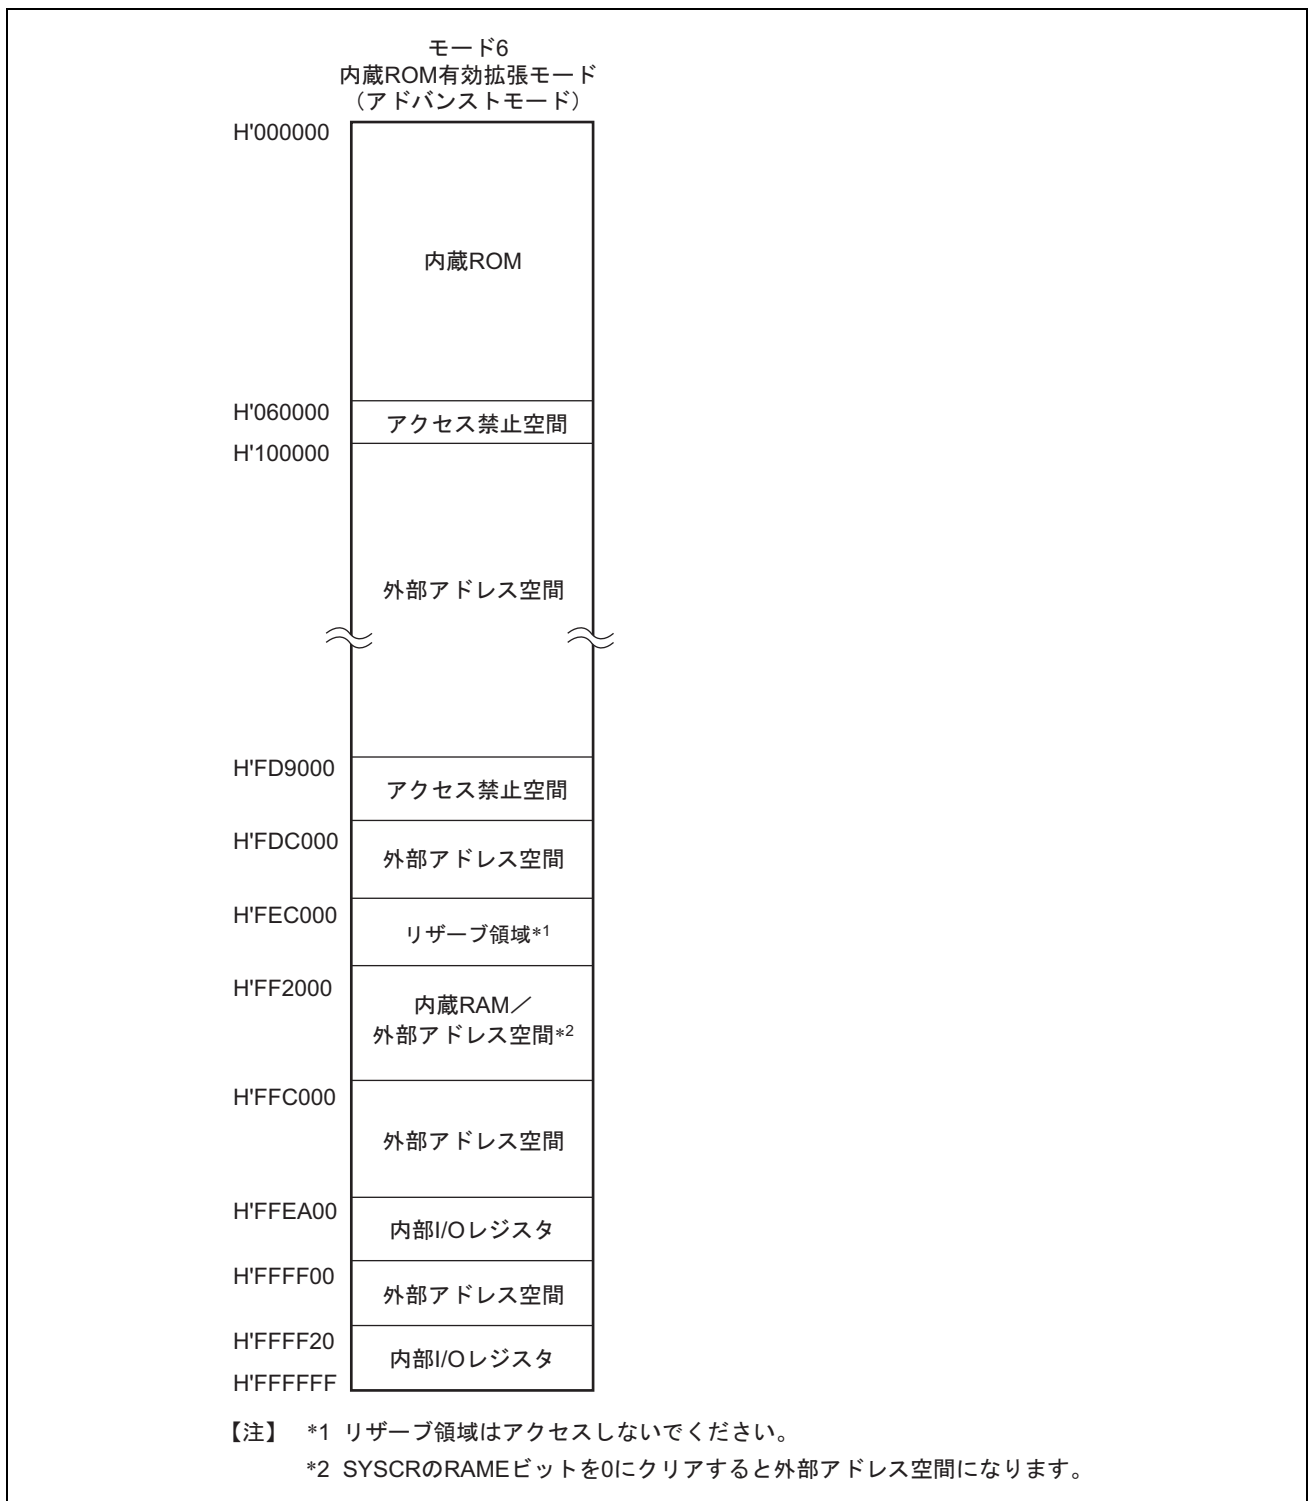 モード6
内蔵ROM有効拡張モード
（アドバンストモード）
H'000000
内蔵ROM
H'060000
アクセス禁止空間
H'100000
外部アドレス空間
H'FD9000
アクセス禁止空間
H'FDC000
外部アドレス空間
H'FEC000
リザーブ領域*1
H'FF2000
内蔵RAM／
外部アドレス空間*2
H'FFC000
外部アドレス空間
H'FFEA00
内部I/Oレジスタ
H'FFFF00
外部アドレス空間
H'FFFF20
内部I/Oレジスタ
H'FFFFFF
【注】 *1 リザーブ領域はアクセスしないでください。
*2 SYSCRのRAMEビットを0にクリアすると外部アドレス空間になります。